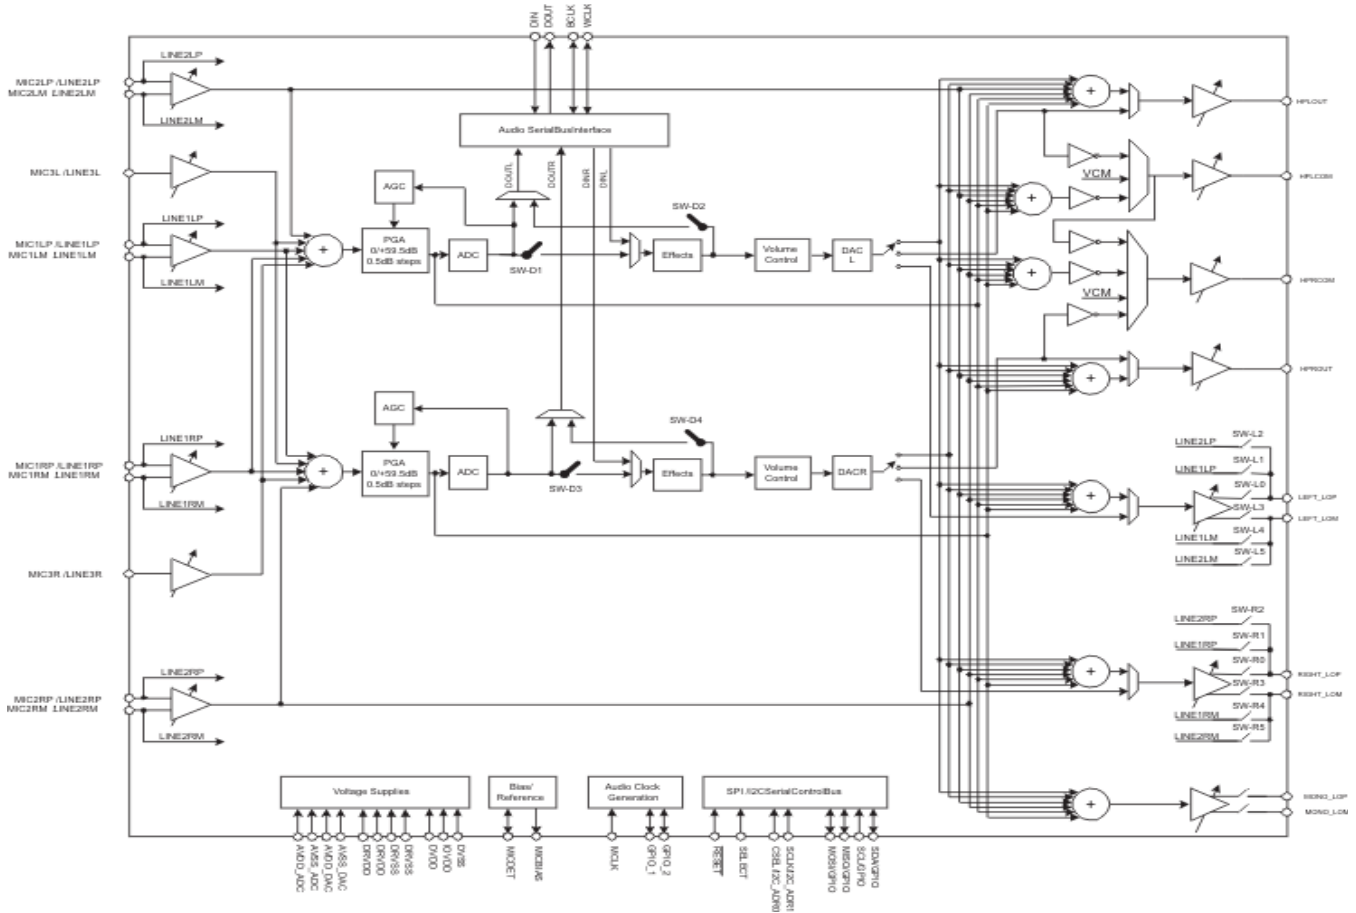 DIN
DOUT
BCLK
WCLK
LINE2LP
MIC2LP /LINE2LP
MIC2LM /LINE2LM
LINE2LM
Audio SerialBusInterface
HPLOUT
MIC3L /LINE3L
AGC
DOUTL
DOUTR
DINR
DINL
VCM
HPLCOM
SW-D2
LINE1LP
MIC1LP /LINE1LP
MIC1LM /LINE1LM
LINE1LM
+
PGA
0/+59.5dB
0.5dB steps
ADC
SW-D1
Effects
Volume
Control
DAC
L
+
+
+
VCM
HPRCOM
HPROUT
+
AGC
SW-D4
LINE1RP
MIC1RP /LINE1RP
MIC1RM /LINE1RM
LINE1RM
+
PGA
0/+59.5dB
0.5dB steps
ADC
SW-D3
Effects
Volume
Control
DACR
SW-L2
LINE2LP
SW-L1
LINE1LP
SW-L0
+
LEFT_LOP
SW-L3
LEFT_LOM
SW-L4
LINE1LM
SW-L5
LINE2LM
MIC3R /LINE3R
SW-R2
LINE2RP
SW-R1
LINE1RP
SW-R0
+
RIGHT_LOP
SW-R3
RIGHT_LOM
SW-R4
LINE1RM
SW-R5
LINE2RM
LINE2RP
MIC2RP /LINE2RP
MIC2RM /LINE2RM
LINE2RM
Voltage Supplies
Bias/
Reference
Audio Clock
Generation
SPI /I2CSerialControlBus
+
MONO_LOP
MONO_LOM
AVDD_ADC
AVSS_ADC
AVDD_DAC
AVSS_DAC
DRVDD
DRVDD
DRVSS
DRVSS
DVDD
IOVDD
DVSS
MICDET
MICBIAS
MCLK
GPIO_1
GPIO_2
RESET
SELECT
CSEL/I2C_ADR0
SCLK/I2C_ADR1
MOSI/GPIO
MISO/GPIO
SCL/GPIO
SDA/GPIO